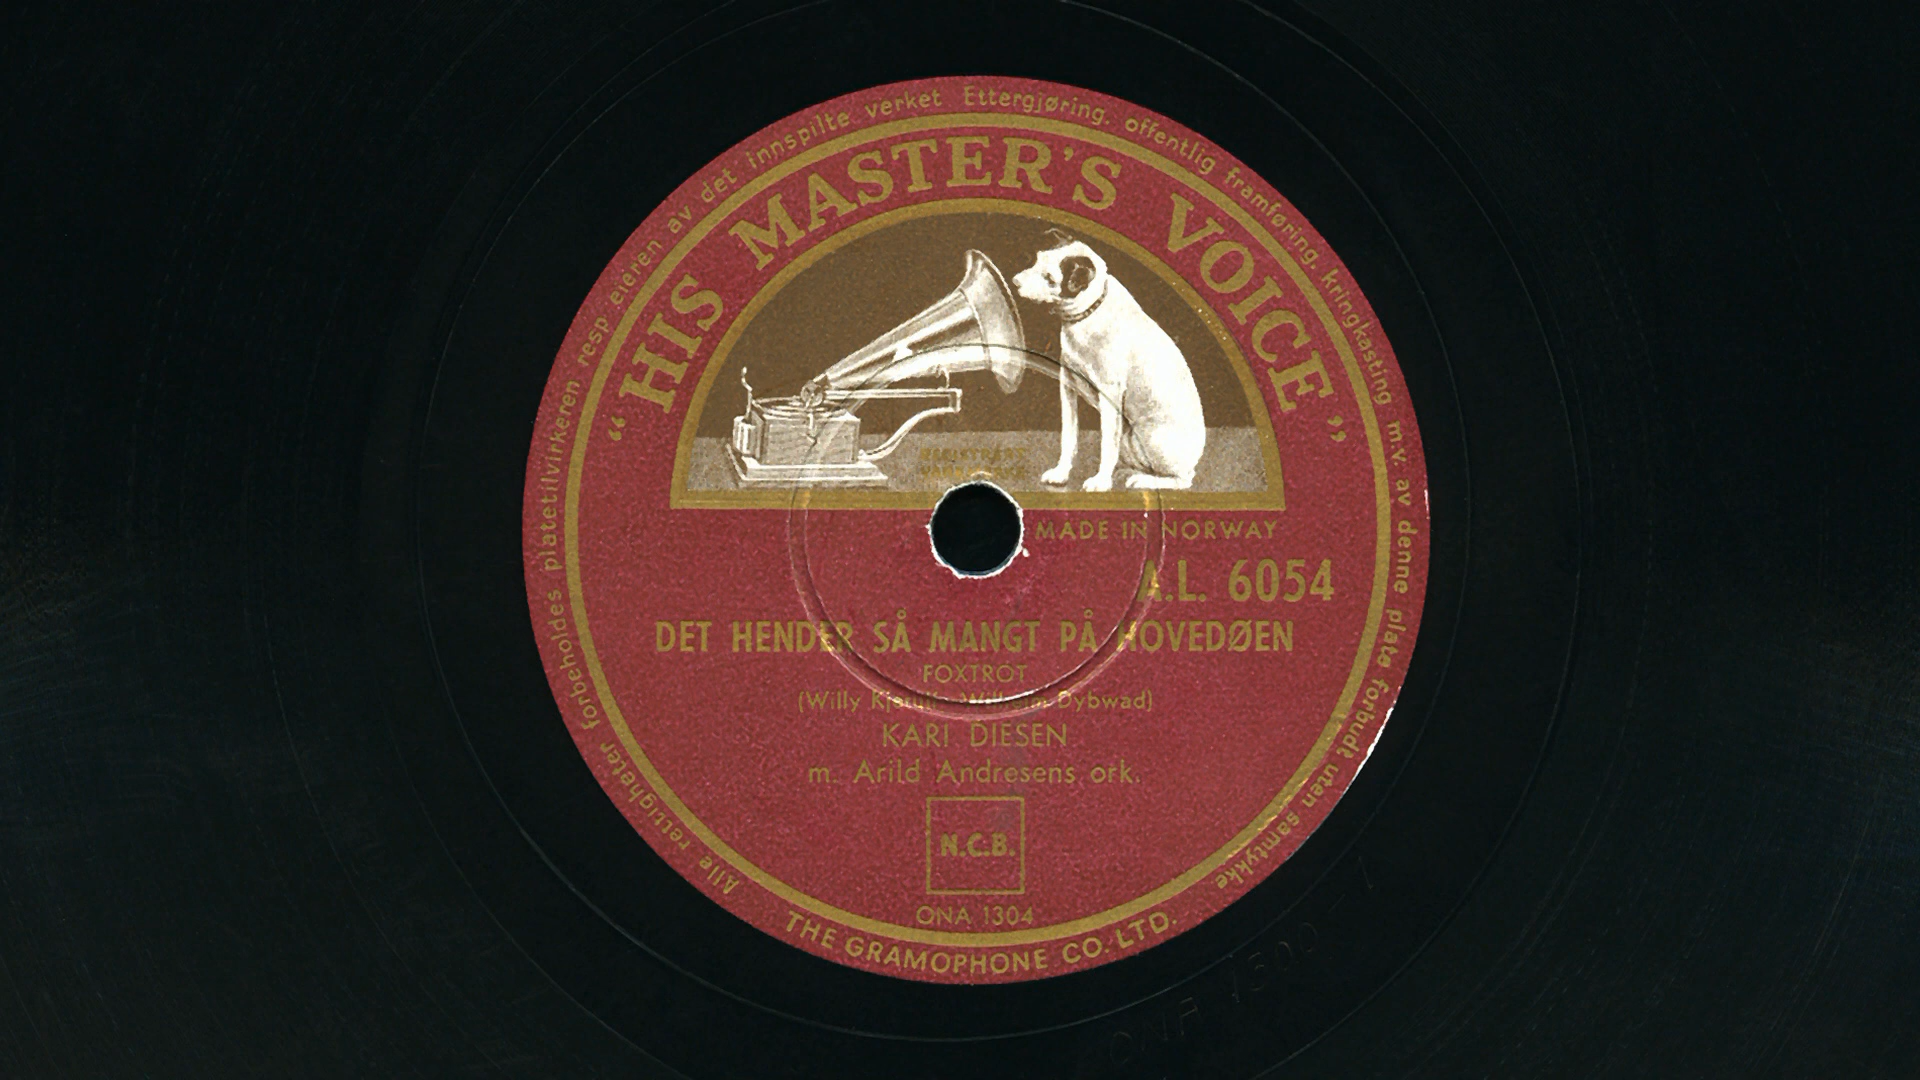 Alle rettigheter forbeholdes platetilvirkeren resp. eieren av det innspilte verket Ettergjøring, offentlig framføring, kringkasting m.v. av denne plate forbudt uten samtykke.
“HIS MASTER'S VOICE”
MADE IN NORWAY
A.L. 6054
DET HENDER SÅ MANGT PÅ HOVEDØEN
FOXTROT
(Willy Kjerulf - Wilhelm Dybwad)
KARI DIESEN
m. Arild Andresens ork.
N.C.B.
ONA 1304
THE GRAMOPHONE CO. LTD.